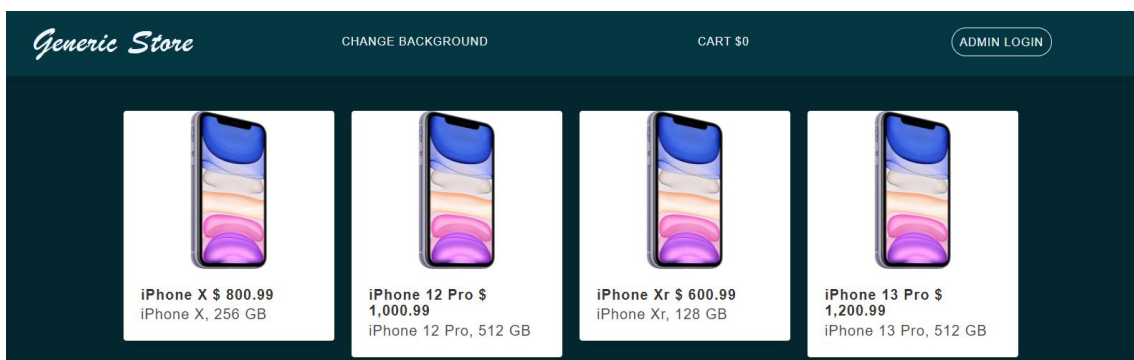 Generic Store
CHANGE BACKGROUND
CART $0
ADMIN LOGIN
iPhone X $ 800.99
iPhone X, 256 GB
iPhone 12 Pro $
1,000.99
iPhone 12 Pro, 512 GB
iPhone Xr $ 600.99
iPhone Xr, 128 GB
iPhone 13 Pro $
1,200.99
iPhone 13 Pro, 512 GB